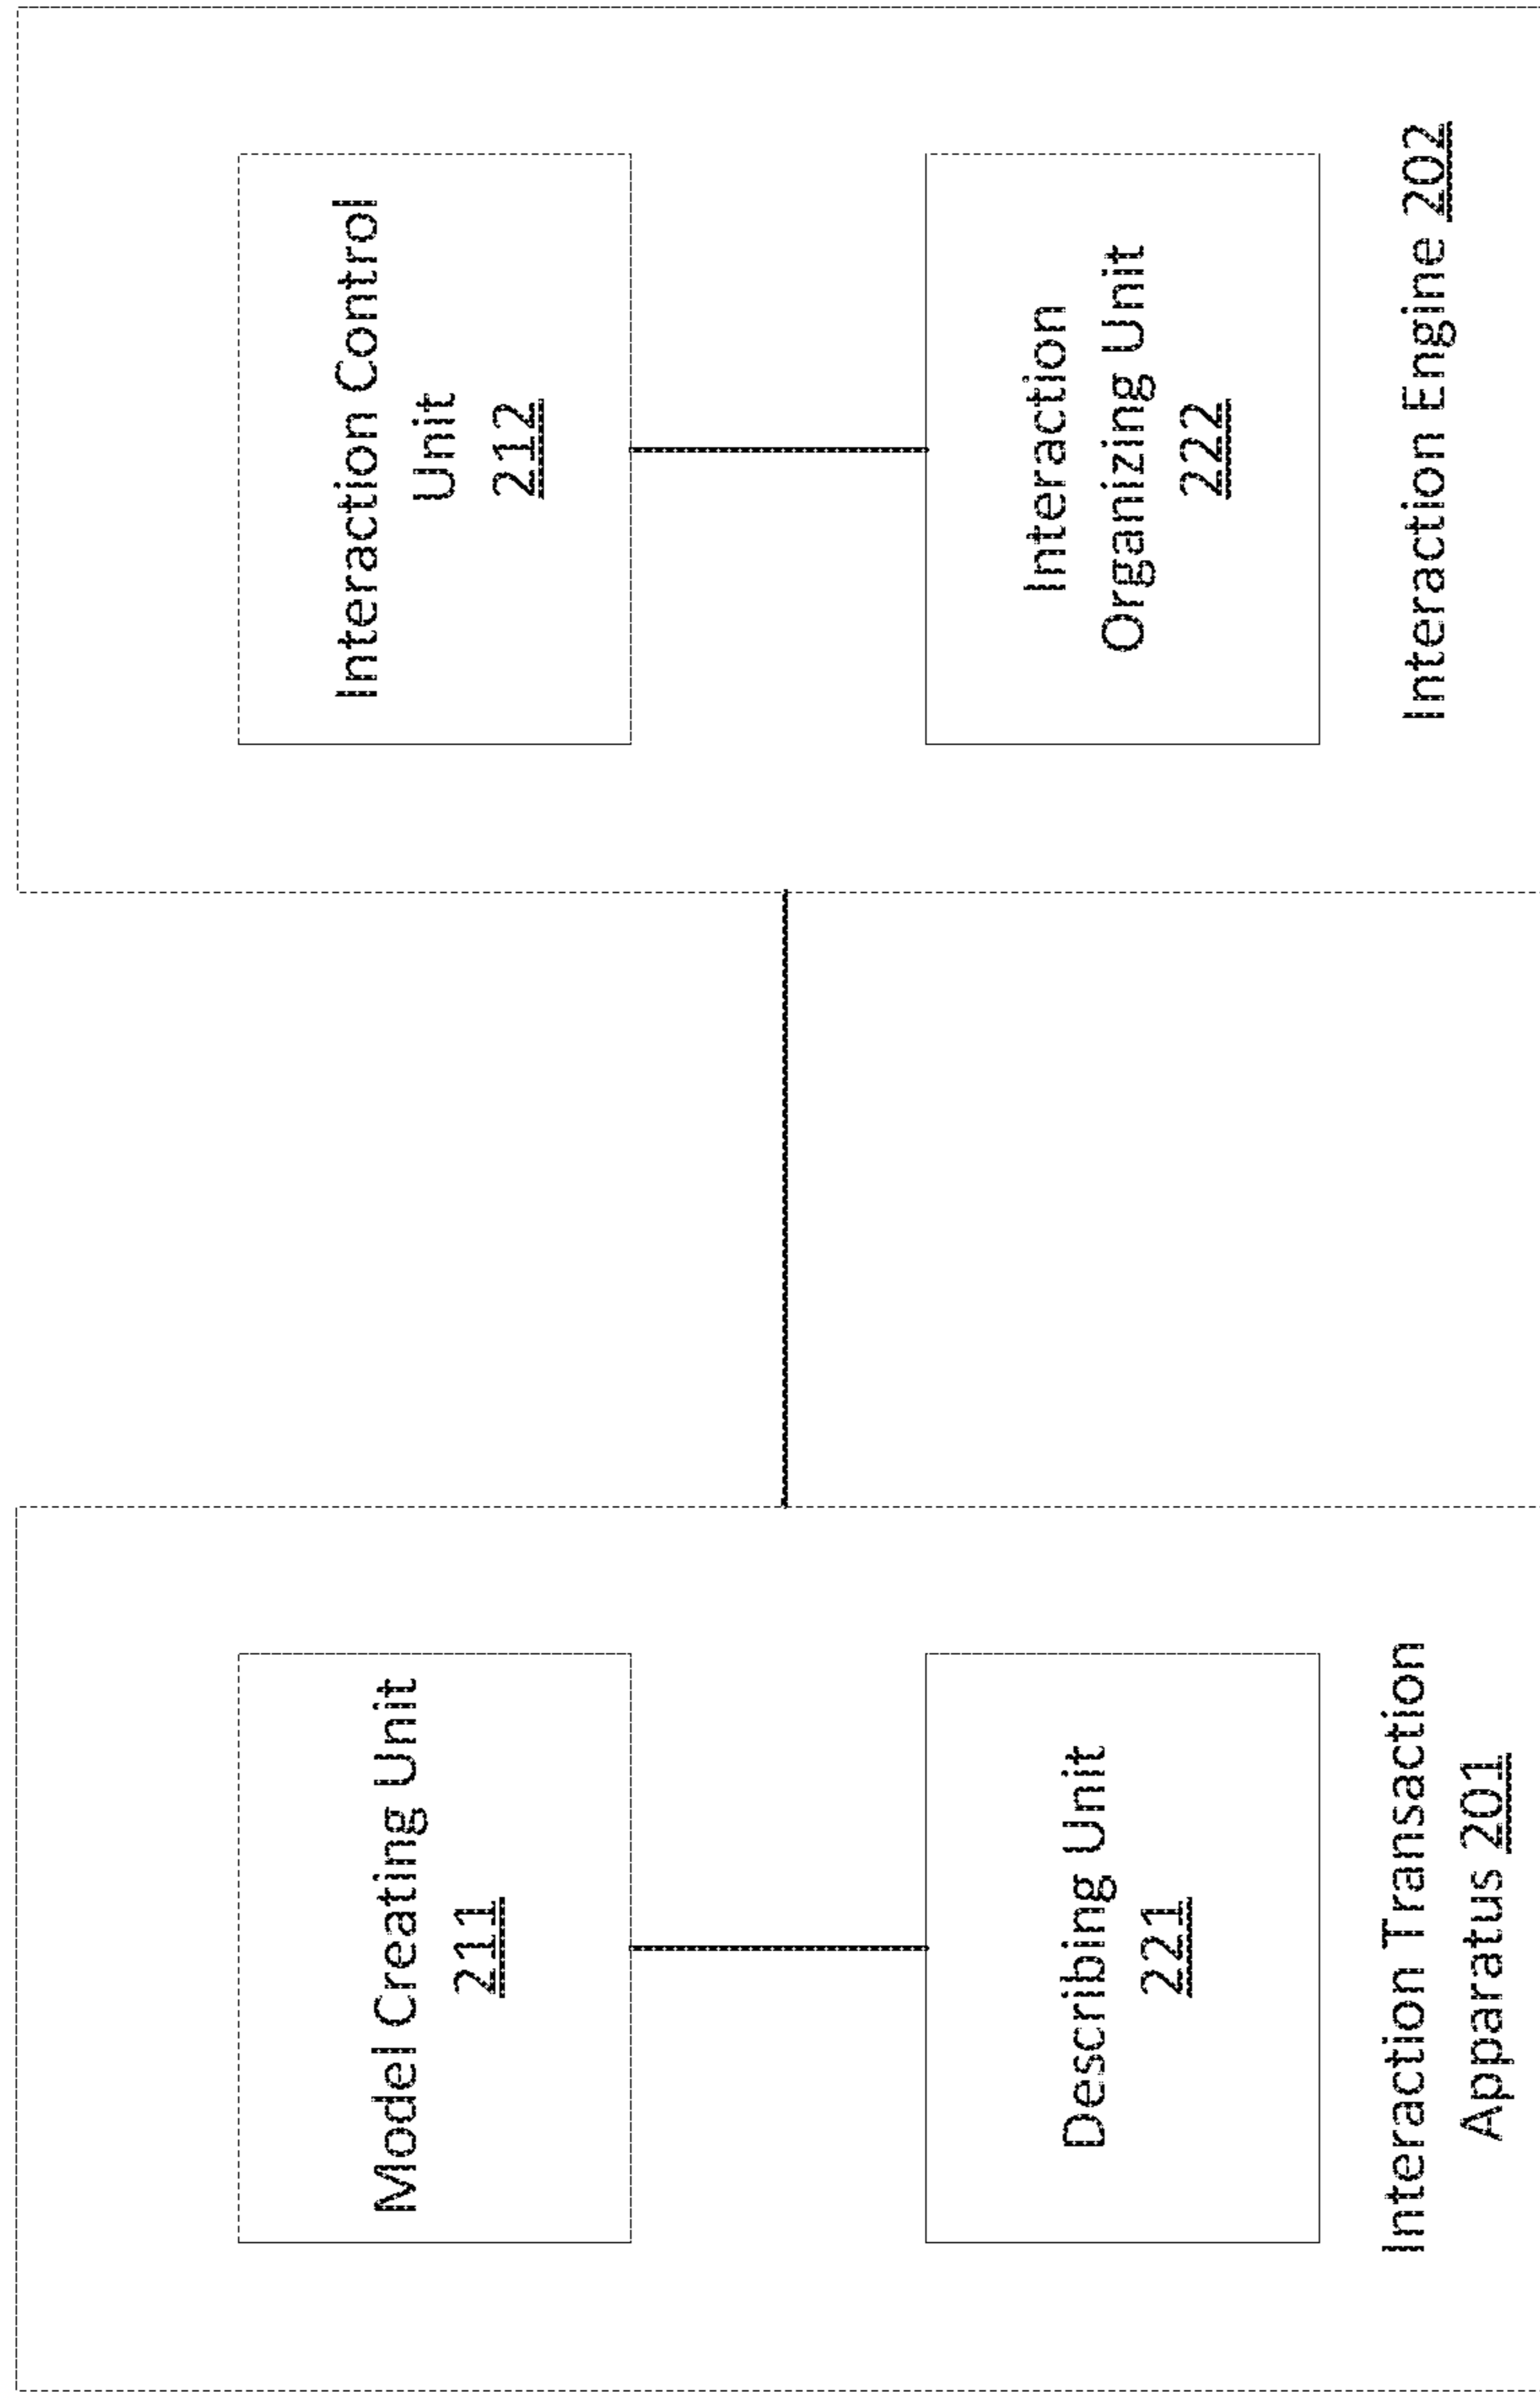 Model Creating Unit
211
Describing Unit
221
Interaction Transaction
Apparatus 201
Interaction Control
Unit
212
Interaction
Organizing Unit
222
Interaction Engine 202